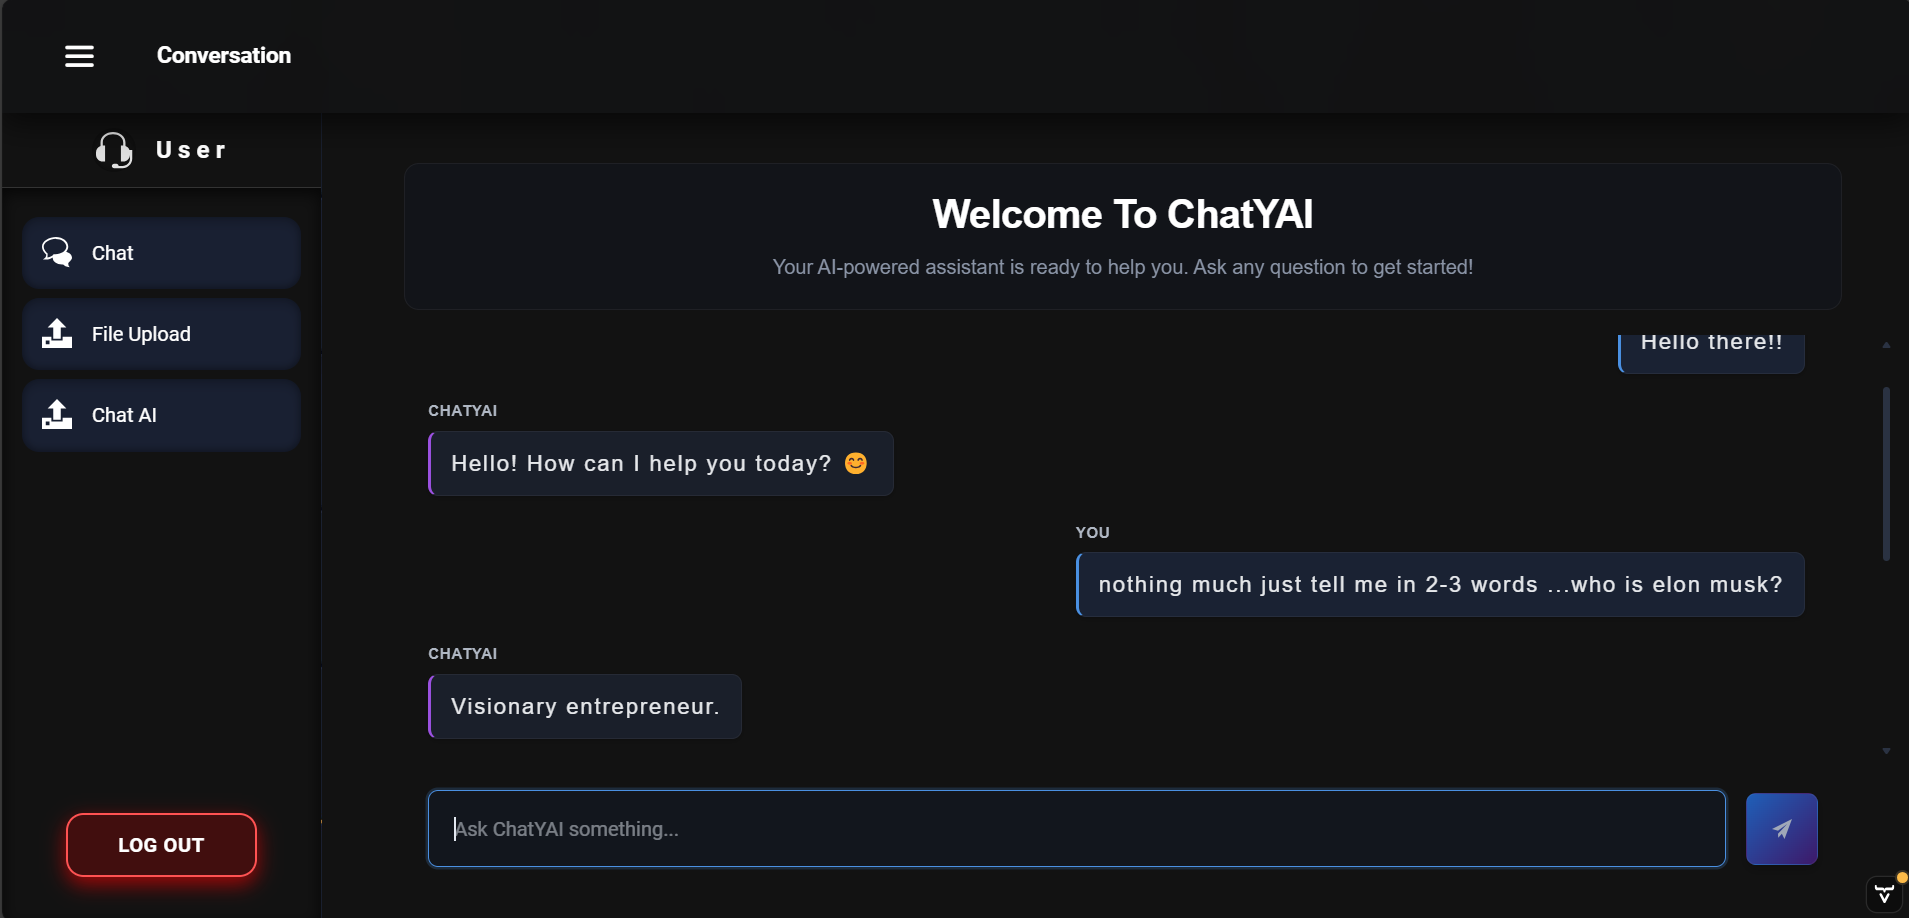 Conversation
User
Chat
File Upload
Chat AI
LOG OUT
Welcome To ChatYAI
Your AI-powered assistant is ready to help you. Ask any question to get started!
Hello there!!
CHATYAI
Hello! How can I help you today? 😊
YOU
nothing much just tell me in 2-3 words ...who is elon musk?
CHATYAI
Visionary entrepreneur.
Ask ChatYAI something...